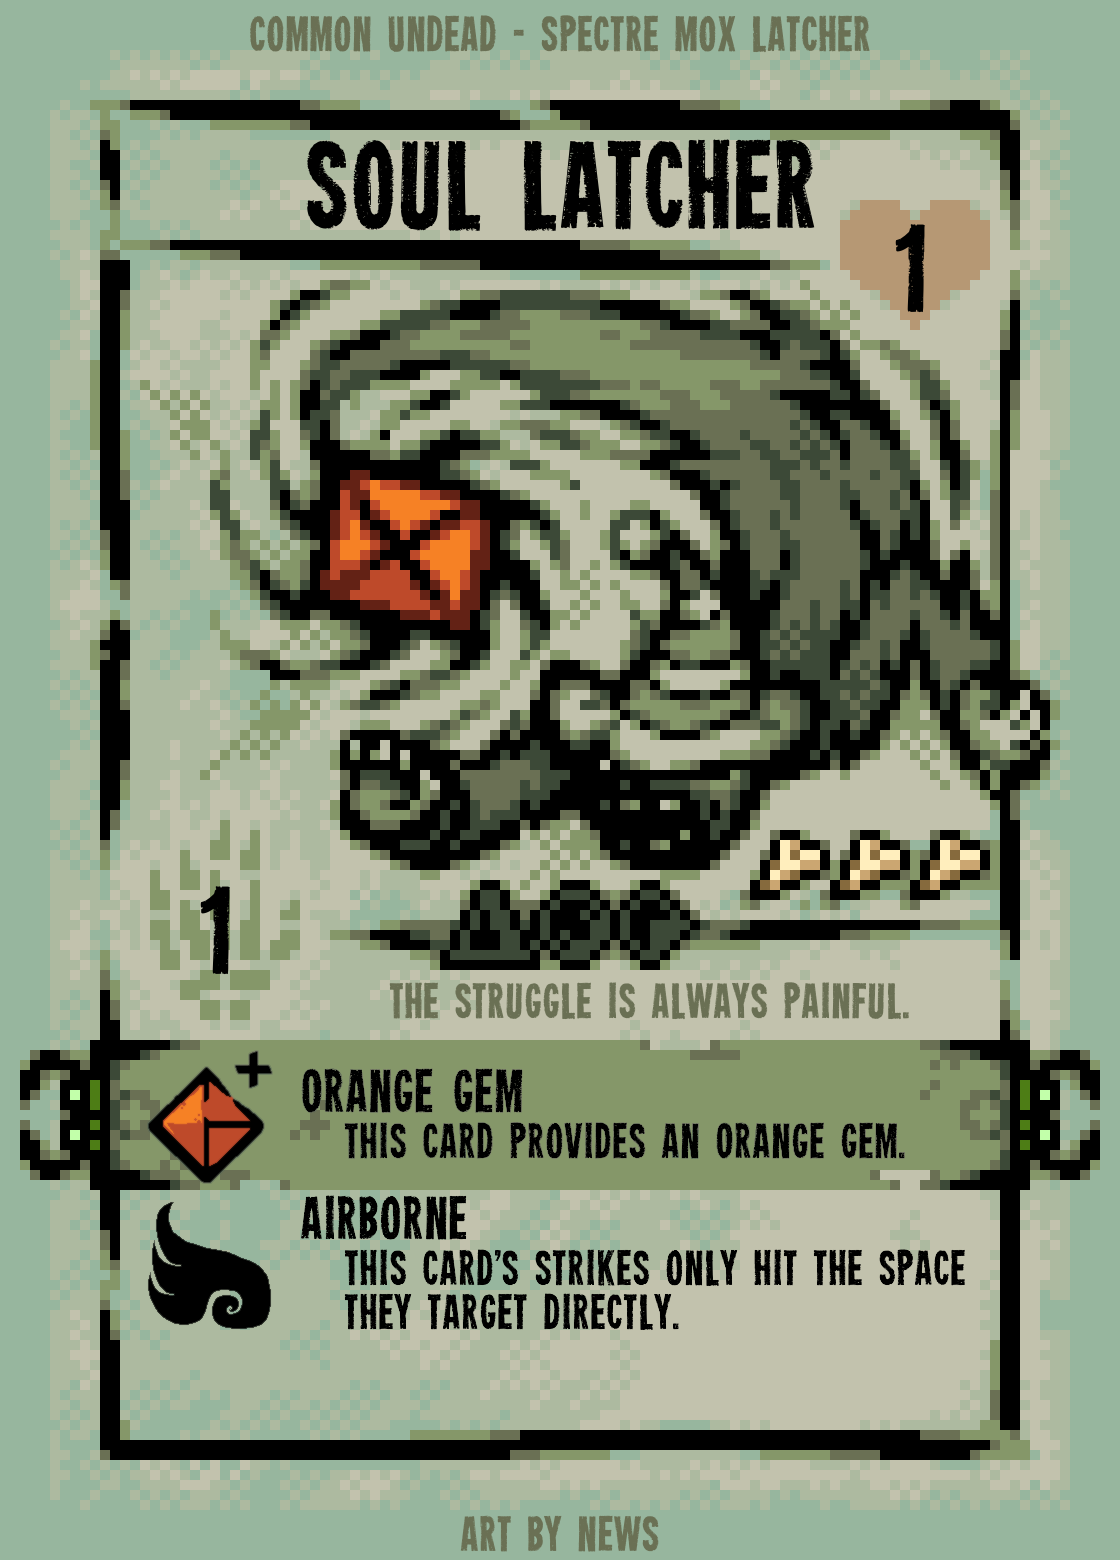 COMMON UNDEAD - SPECTRE MOX LATCHER
SOUL LATCHER
1
1
THE STRUGGLE IS ALWAYS PAINFUL.
ORANGE GEM
THIS CARD PROVIDES AN ORANGE GEM.
AIRBORNE
THIS CARD'S STRIKES ONLY HIT THE SPACE
THEY TARGET DIRECTLY.
ART BY NEWS